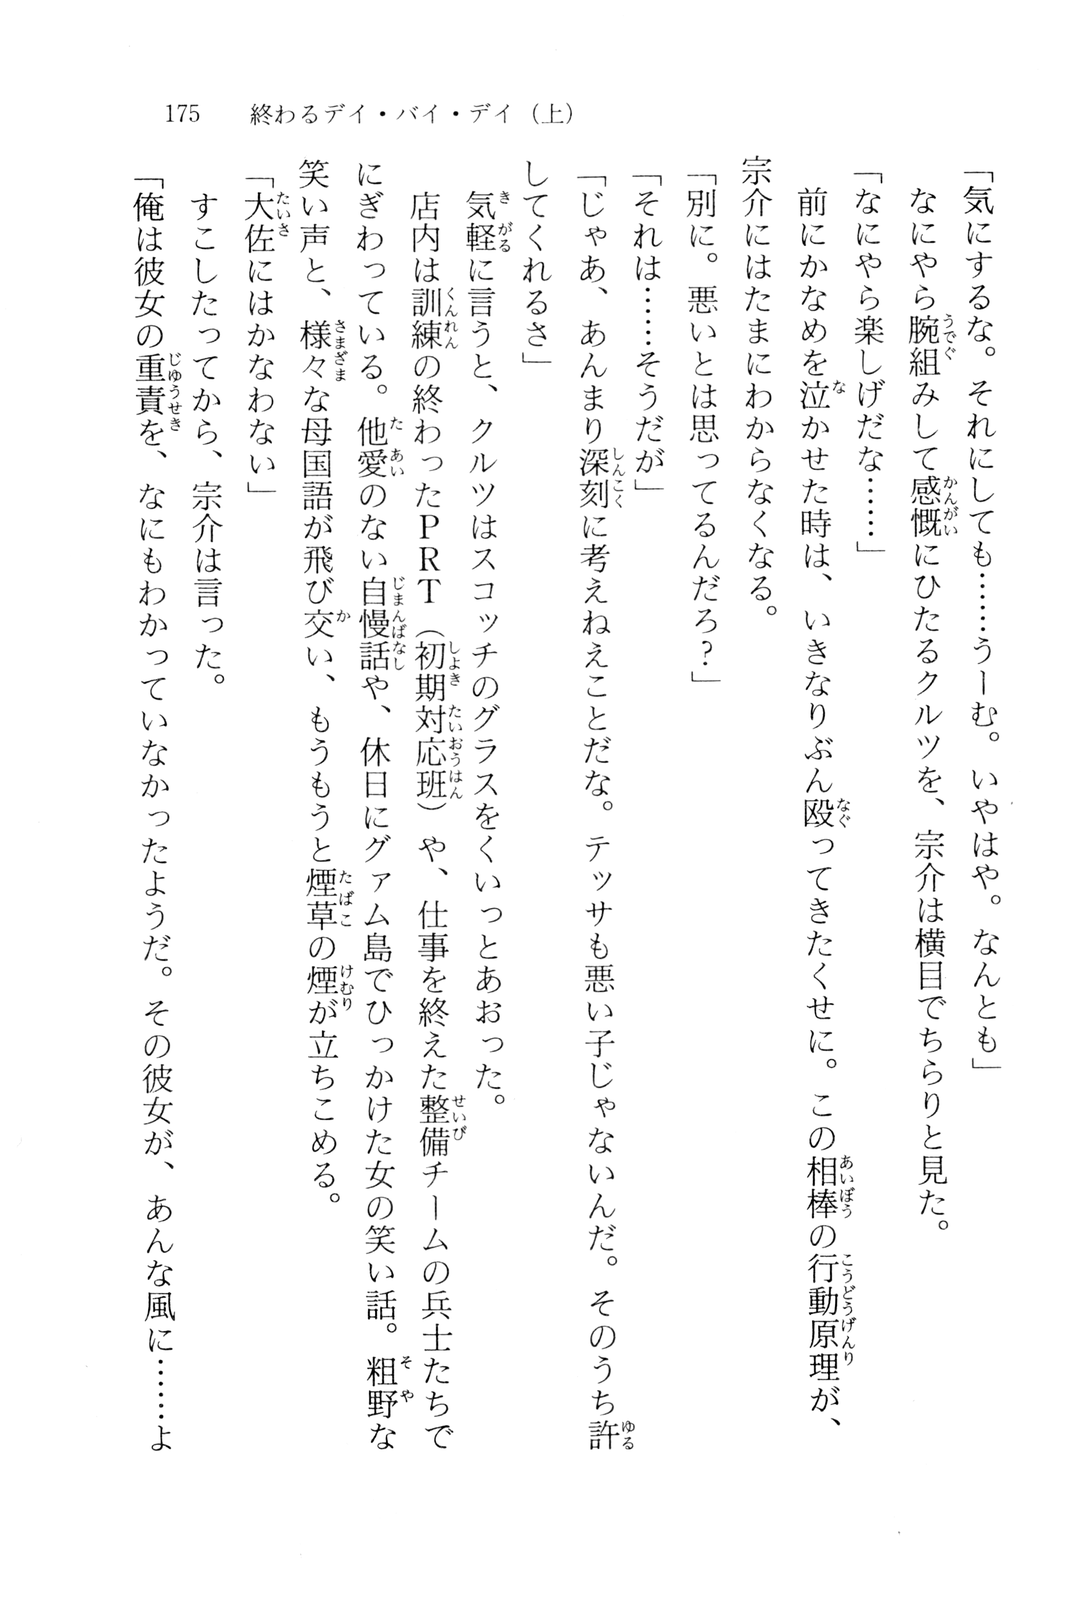 175　終わるデイ・バイ・デイ（上）
「気にするな。それにしても……うーむ。いやはや。なんとも」
　なにやら腕組みして感慨にひたるクルツを、宗介は横目でちらりと見た。
「なにやら楽しげだな……」
　前にかなめを泣かせた時は、いきなりぶん殴ってきたくせに。この相棒の行動原理が、
宗介にはたまにわからなくなる。
「別に。悪いとは思ってるんだろ？」
「それは……そうだが」
「じゃあ、あんまり深刻に考えねえことだな。テッサも悪い子じゃないんだ。そのうち許
してくれるさ」
　気軽に言うと、クルツはスコッチのグラスをくいっとあおった。
　店内は訓練の終わったＰＲＴ（初期対応班）や、仕事を終えた整備チームの兵士たちで
にぎわっている。他愛のない自慢話や、休日にグァム島でひっかけた女の笑い話。粗野な
笑い声と、様々な母国語が飛び交い、もうもうと煙草の煙が立ちこめる。
「大佐にはかなわない」
　すこしたってから、宗介は言った。
「俺は彼女の重責を、なにもわかっていなかったようだ。その彼女が、あんな風に……よ